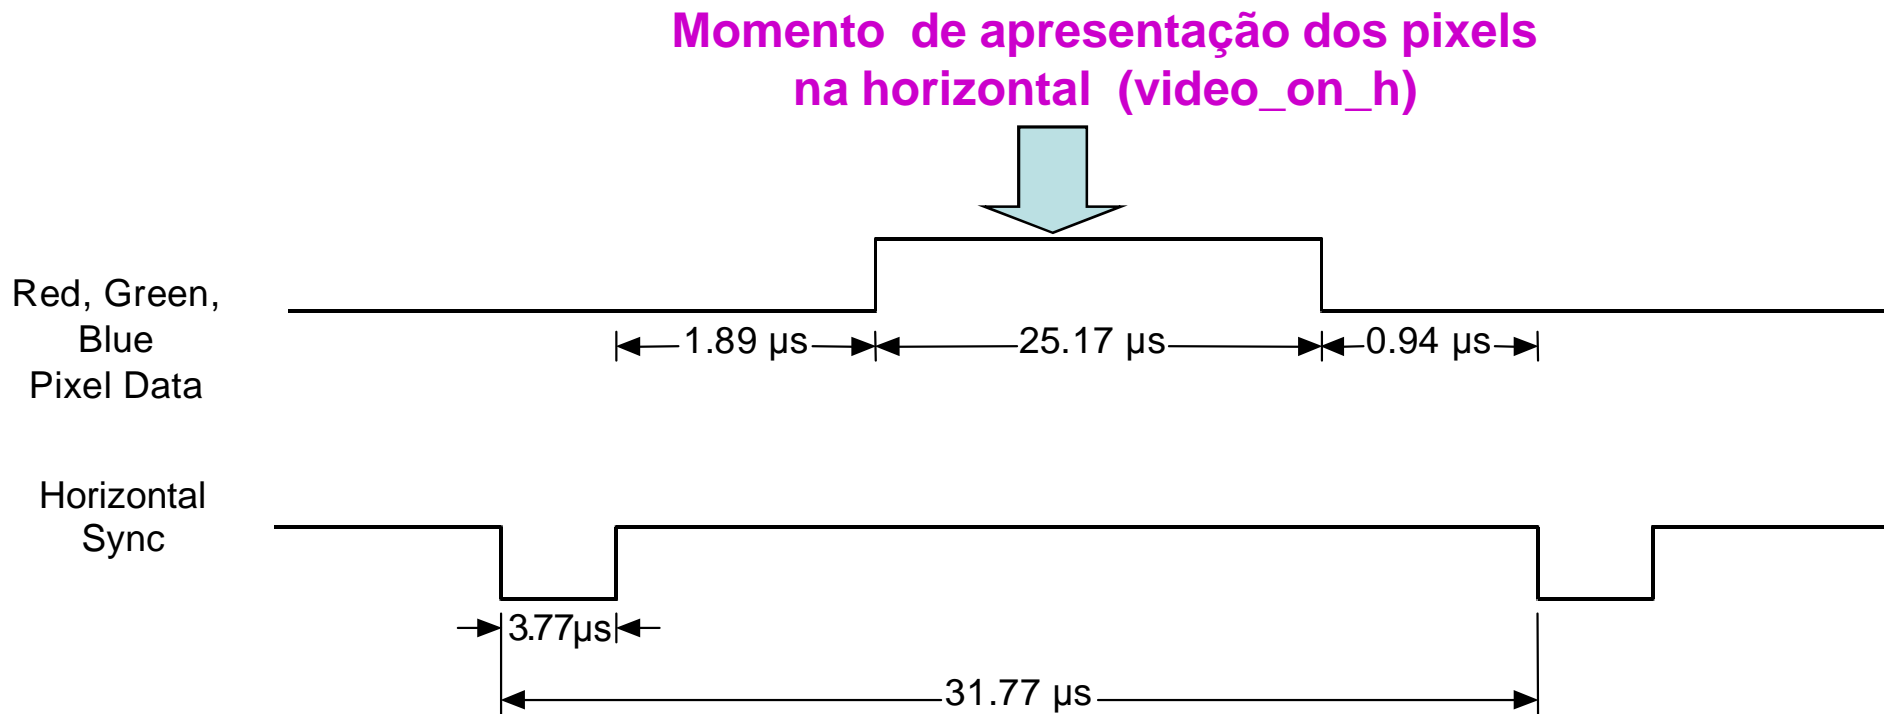 Momento de apresentação dos pixels
na horizontal (video_on_h)
Red, Green,
Blue
Pixel Data
1.89 µs
25.17 µs
0.94 µs
Horizontal
Sync
3.77µs
31.77 µs